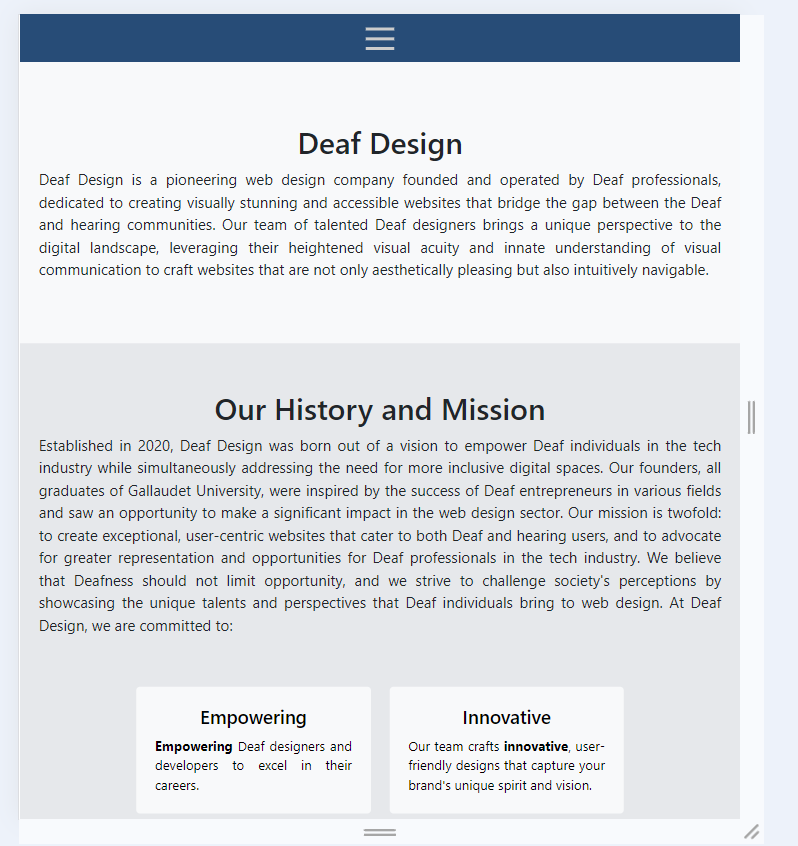 Deaf Design
Deaf Design is a pioneering web design company founded and operated by Deaf professionals,
dedicated to creating visually stunning and accessible websites that bridge the gap between the Deaf
and hearing communities. Our team of talented Deaf designers brings a unique perspective to the
digital landscape, leveraging their heightened visual acuity and innate understanding of visual
communication to craft websites that are not only aesthetically pleasing but also intuitively navigable.
Our History and Mission
Established in 2020, Deaf Design was born out of a vision to empower Deaf individuals in the tech
industry while simultaneously addressing the need for more inclusive digital spaces. Our founders, all
graduates of Gallaudet University, were inspired by the success of Deaf entrepreneurs in various fields
and saw an opportunity to make a significant impact in the web design sector. Our mission is twofold:
to create exceptional, user-centric websites that cater to both Deaf and hearing users, and to advocate
for greater representation and opportunities for Deaf professionals in the tech industry. We believe
that Deafness should not limit opportunity, and we strive to challenge society's perceptions by
showcasing the unique talents and perspectives that Deaf individuals bring to web design. At Deaf
Design, we are committed to:
Empowering
Empowering Deaf designers and
developers to excel in their
careers.
Innovative
Our team crafts innovative, user-
friendly designs that capture your
brand's unique spirit and vision.